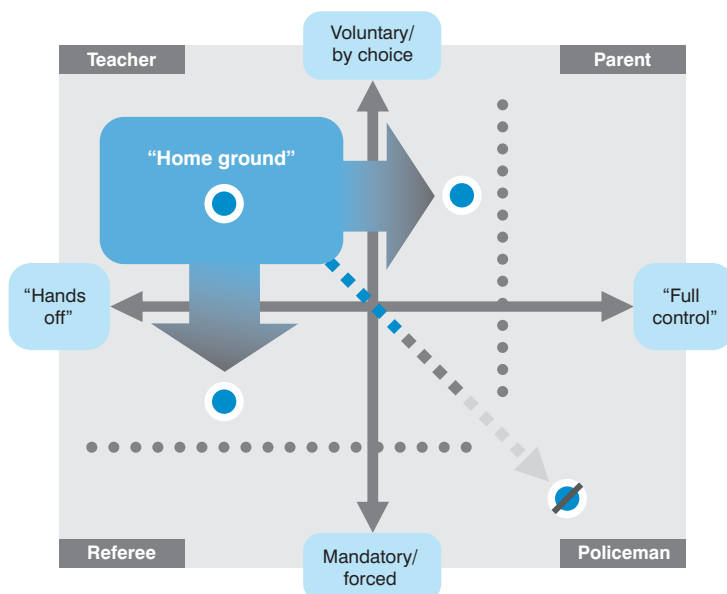 Voluntary/
by choice
Teacher
Parent
“Home ground”
“Hands
off”
“Full
control”
Referee
Mandatory/
forced
Policeman